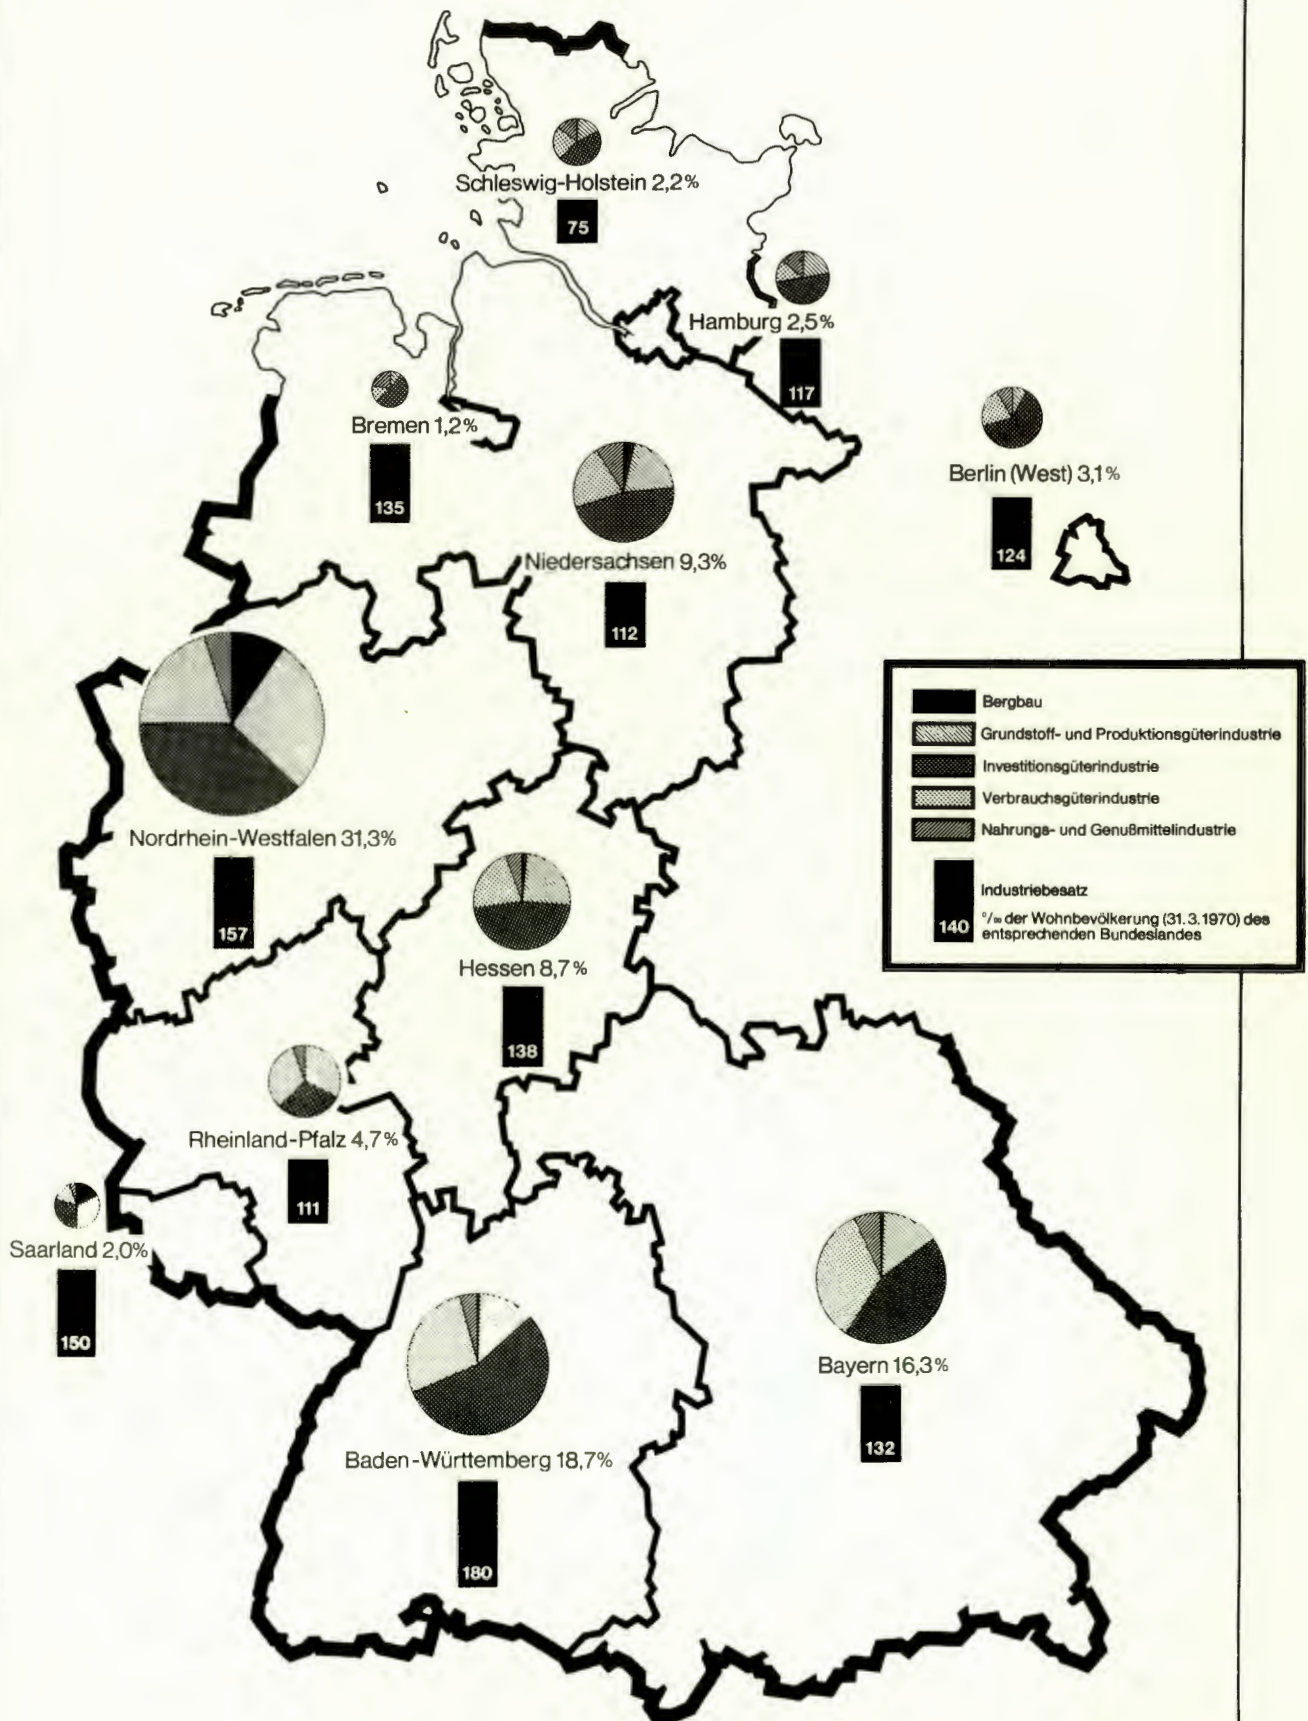 Schleswig-Holstein 2,2%
75
Hamburg 2,5%
117
Bremen 1,2%
135
Berlin (West) 3,1%
124
Niedersachsen 9,3%
112
Nordrhein-Westfalen 31,3%
157
Bergbau
Grundstoff- und Produktionsgüterindustrie
Investitionsgüterindustrie
Verbrauchsgüterindustrie
Nahrungs- und Genußmittelindustrie
Industriebesatz
140
°/∞ der Wohnbevölkerung (31.3.1970) des
entsprechenden Bundeslandes
Hessen 8,7%
138
Rheinland-Pfalz 4,7%
111
Saarland 2,0%
150
Bayern 16,3%
132
Baden-Württemberg 18,7%
180